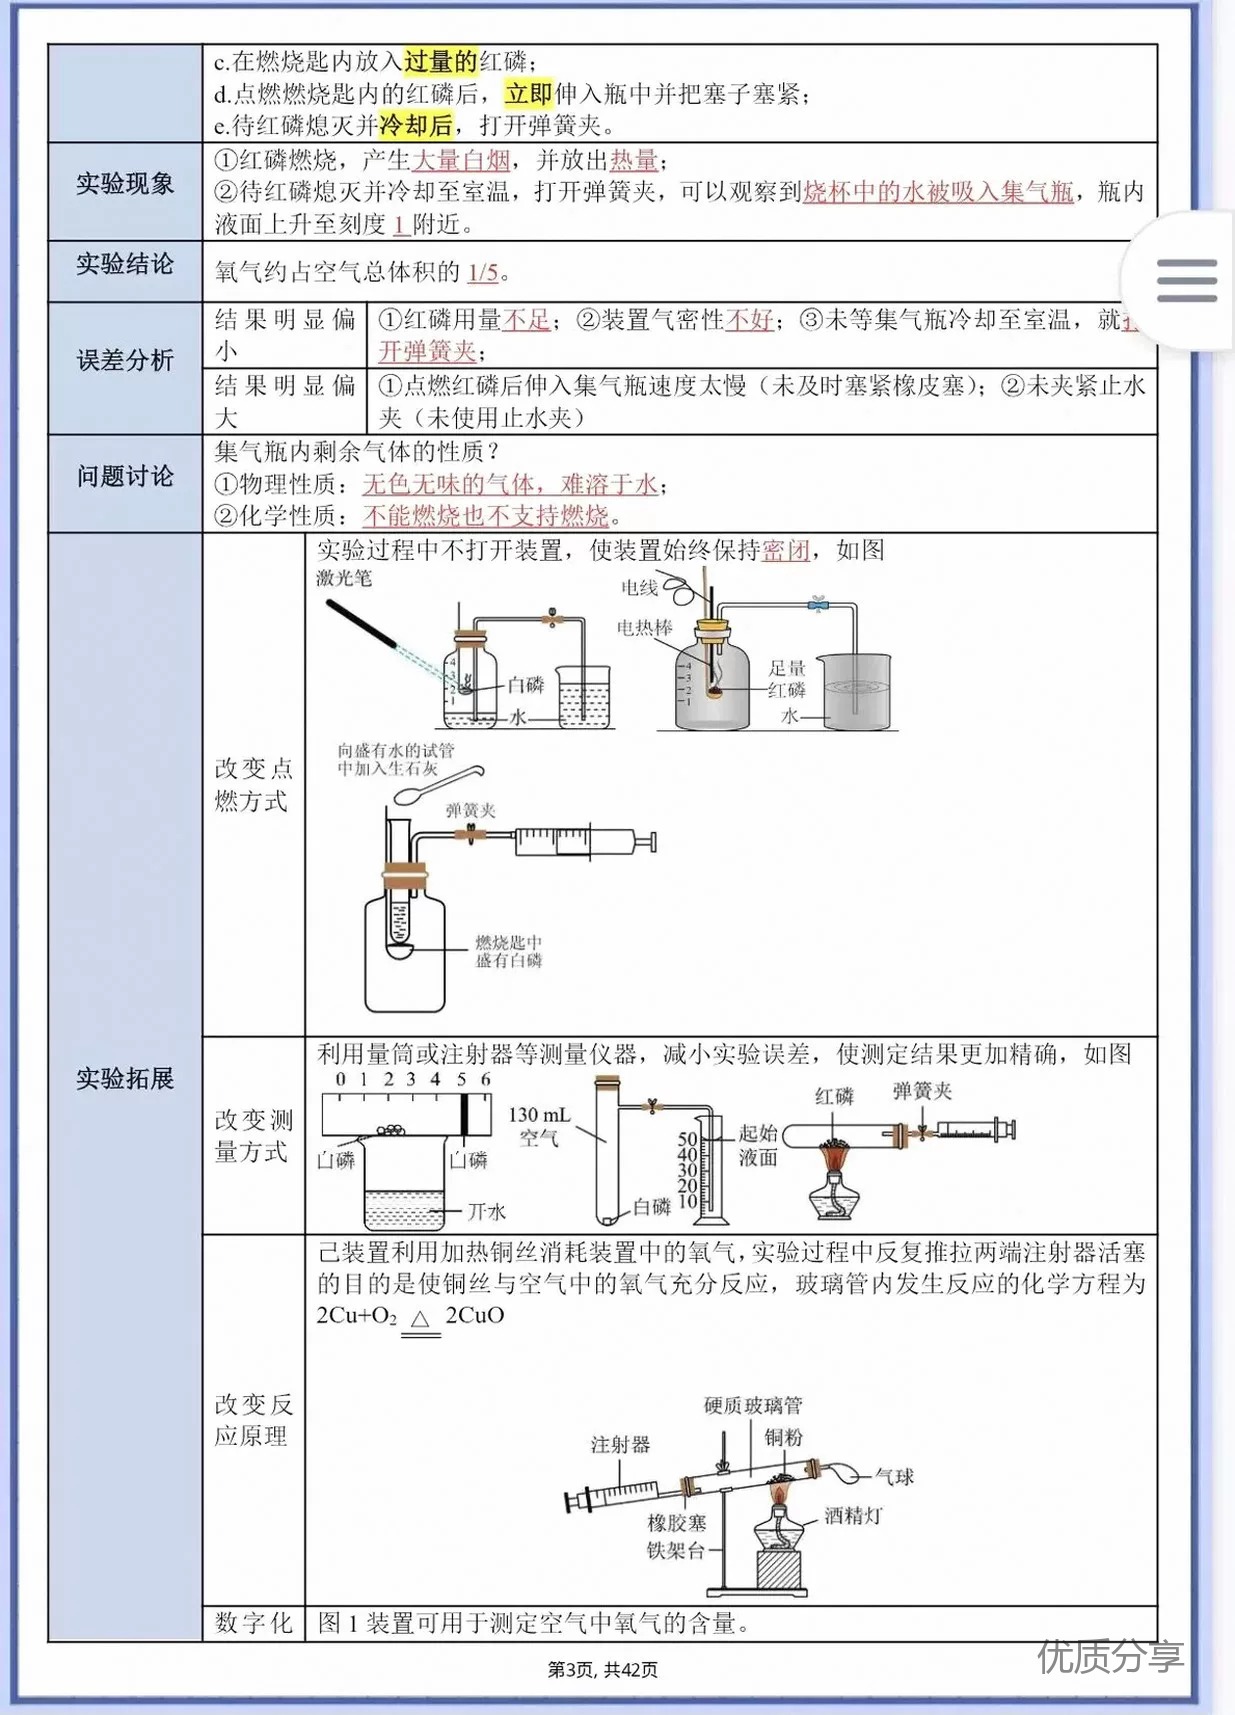 c.在燃烧匙内放入过量的红磷；
d.点燃燃烧匙内的红磷后，立即伸入瓶中并把塞子塞紧；
e.待红磷熄灭并冷却后，打开弹簧夹。
实验现象
①红磷燃烧，产生大量白烟，并放出热量；
②待红磷熄灭并冷却至室温，打开弹簧夹，可以观察到烧杯中的水被吸入集气瓶，瓶内
液面上升至刻度 1 附近。
实验结论
氧气约占空气总体积的 1/5。
误差分析
结果明显偏
小
①红磷用量不足；②装置气密性不好；③未等集气瓶冷却至室温，就打
开弹簧夹；
结果明显偏
大
①点燃红磷后伸入集气瓶速度太慢（未及时塞紧橡皮塞）；②未夹紧止水
夹（未使用止水夹）
问题讨论
集气瓶内剩余气体的性质？
①物理性质：无色无味的气体，难溶于水；
②化学性质：不能燃烧也不支持燃烧。
实验拓展
改变点
燃方式
实验过程中不打开装置，使装置始终保持密闭，如图
激光笔
4
3
2
1
白磷
水
电线
电热棒
4
3
2
1
足量
红磷
水
向盛有水的试管
中加入生石灰
弹簧夹
燃烧匙中
盛有白磷
改变测
量方式
利用量筒或注射器等测量仪器，减小实验误差，使测定结果更加精确，如图
0 1 2 3 4 5 6
白磷
白磷
开水
130 mL
空气
50
40
30
20
10
起始
液面
白磷
红磷
弹簧夹
改变反
应原理
己装置利用加热铜丝消耗装置中的氧气,实验过程中反复推拉两端注射器活塞
的目的是使铜丝与空气中的氧气充分反应，玻璃管内发生反应的化学方程为
2Cu+O₂ △ 2CuO
硬质玻璃管
注射器
铜粉
气球
橡胶塞
酒精灯
铁架台
数字化
图 1 装置可用于测定空气中氧气的含量。
第3页, 共42页
优质分享